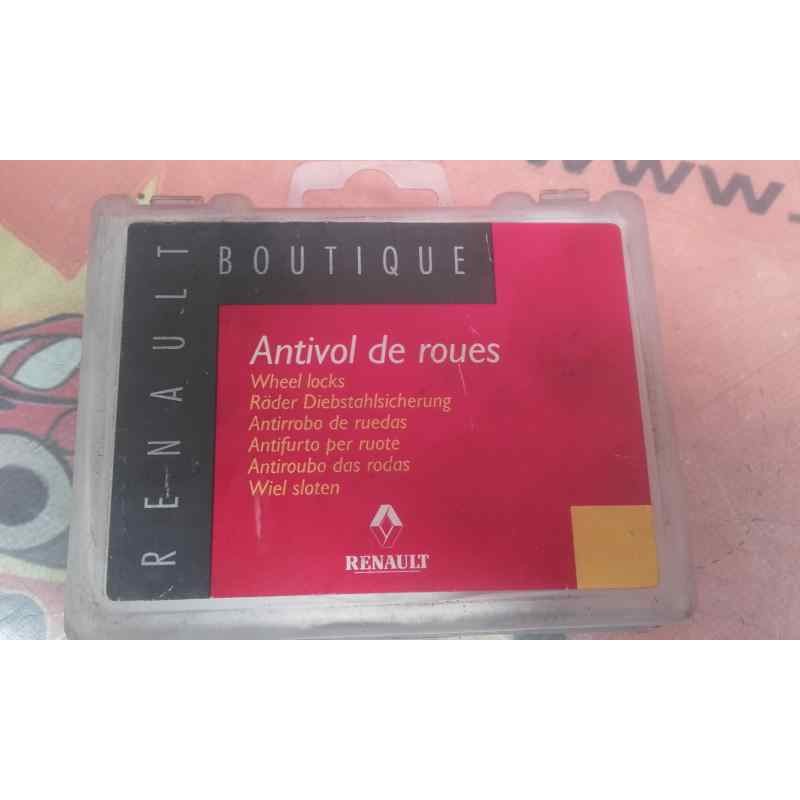 www.
RENAULT
BOUTIQUE
Antivol de roues
Wheel locks
Räder Diebstahlsicherung
Antirrobo de ruedas
Antifurto per ruote
Antiroubo das rodas
Wiel sloten
RENAULT